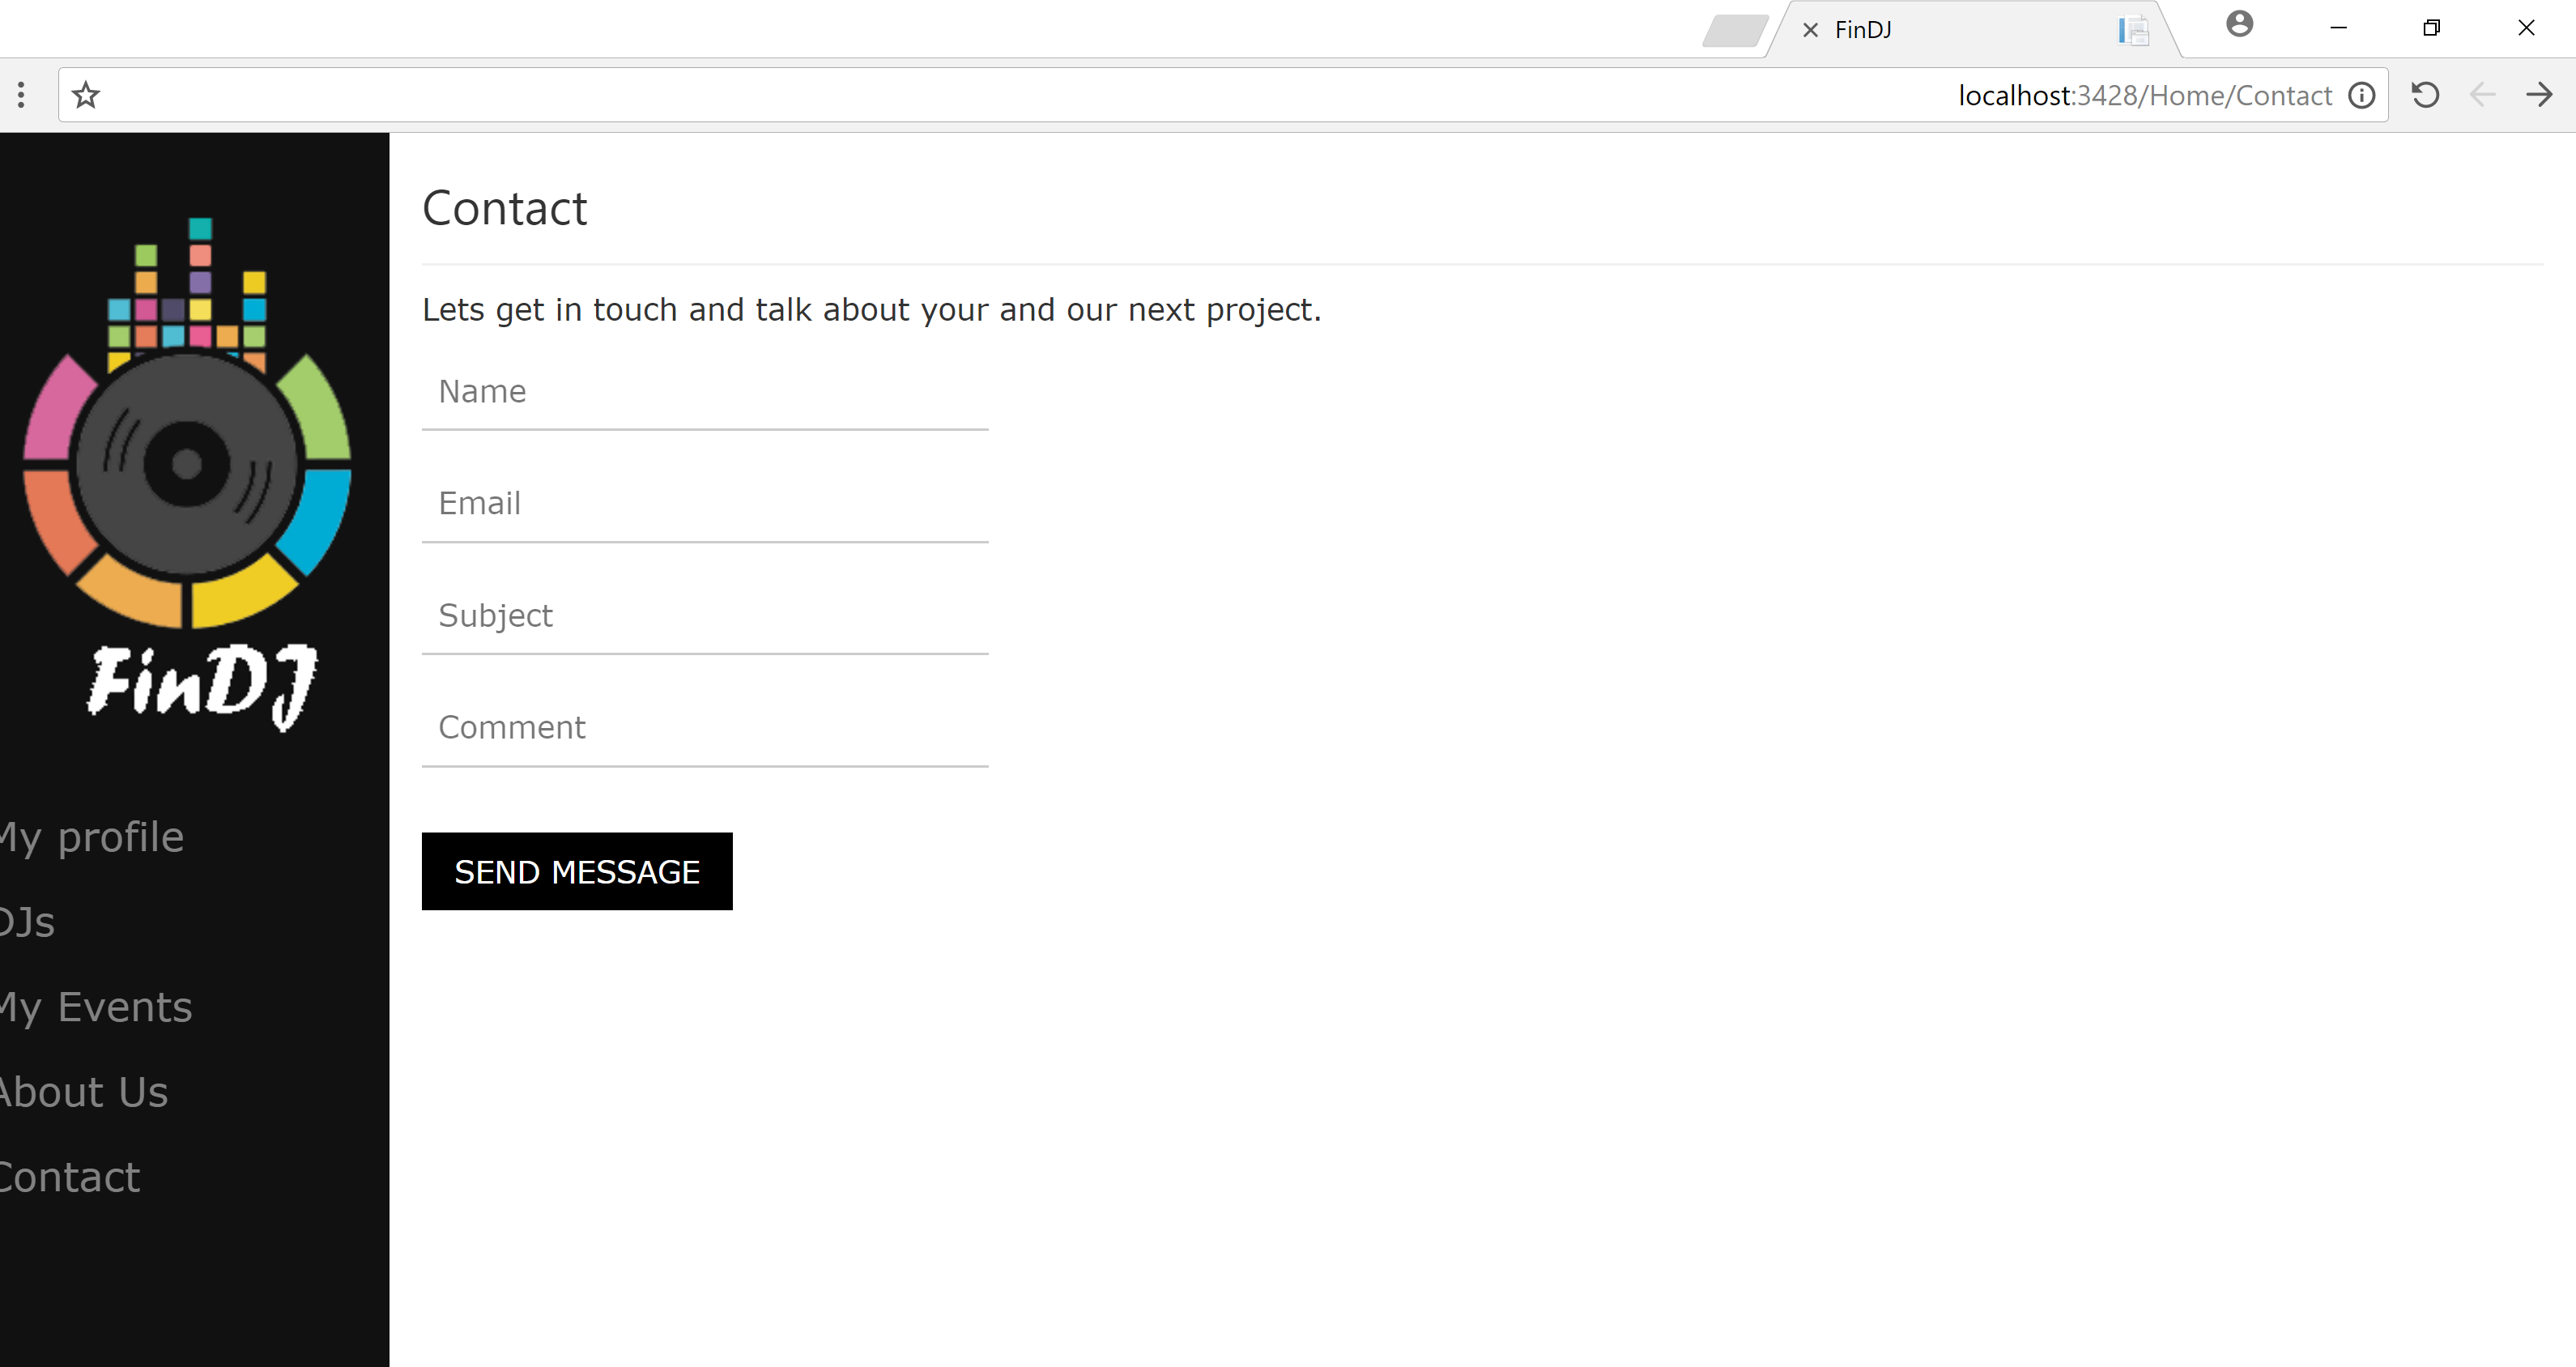 FinDJ
localhost:3428/Home/Contact
FinDJ
My profile
DJs
My Events
About Us
Contact
Contact
Lets get in touch and talk about your and our next project.
Name
Email
Subject
Comment
SEND MESSAGE